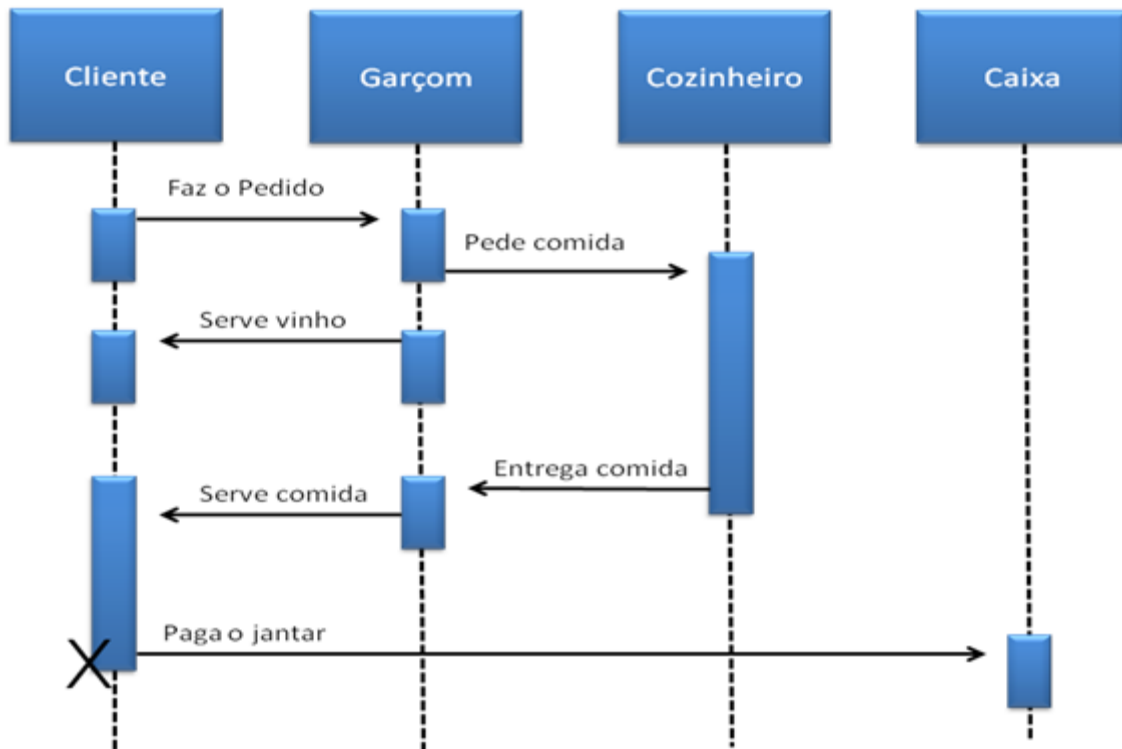 Cliente
Garçom
Cozinheiro
Caixa
Faz o Pedido
Pede comida
Serve vinho
Entrega comida
Serve comida
Paga o jantar